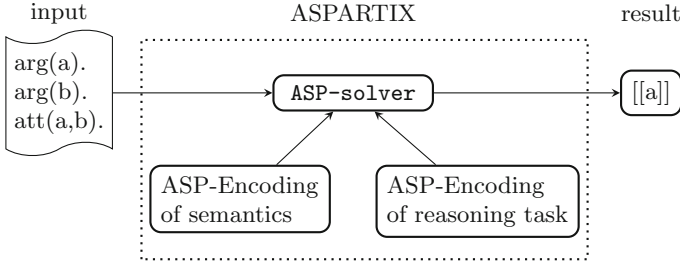 input
ASPARTIX
result
arg(a).
arg(b).
att(a,b).
ASP-solver
[[a]]
ASP-Encoding
of semantics
ASP-Encoding
of reasoning task